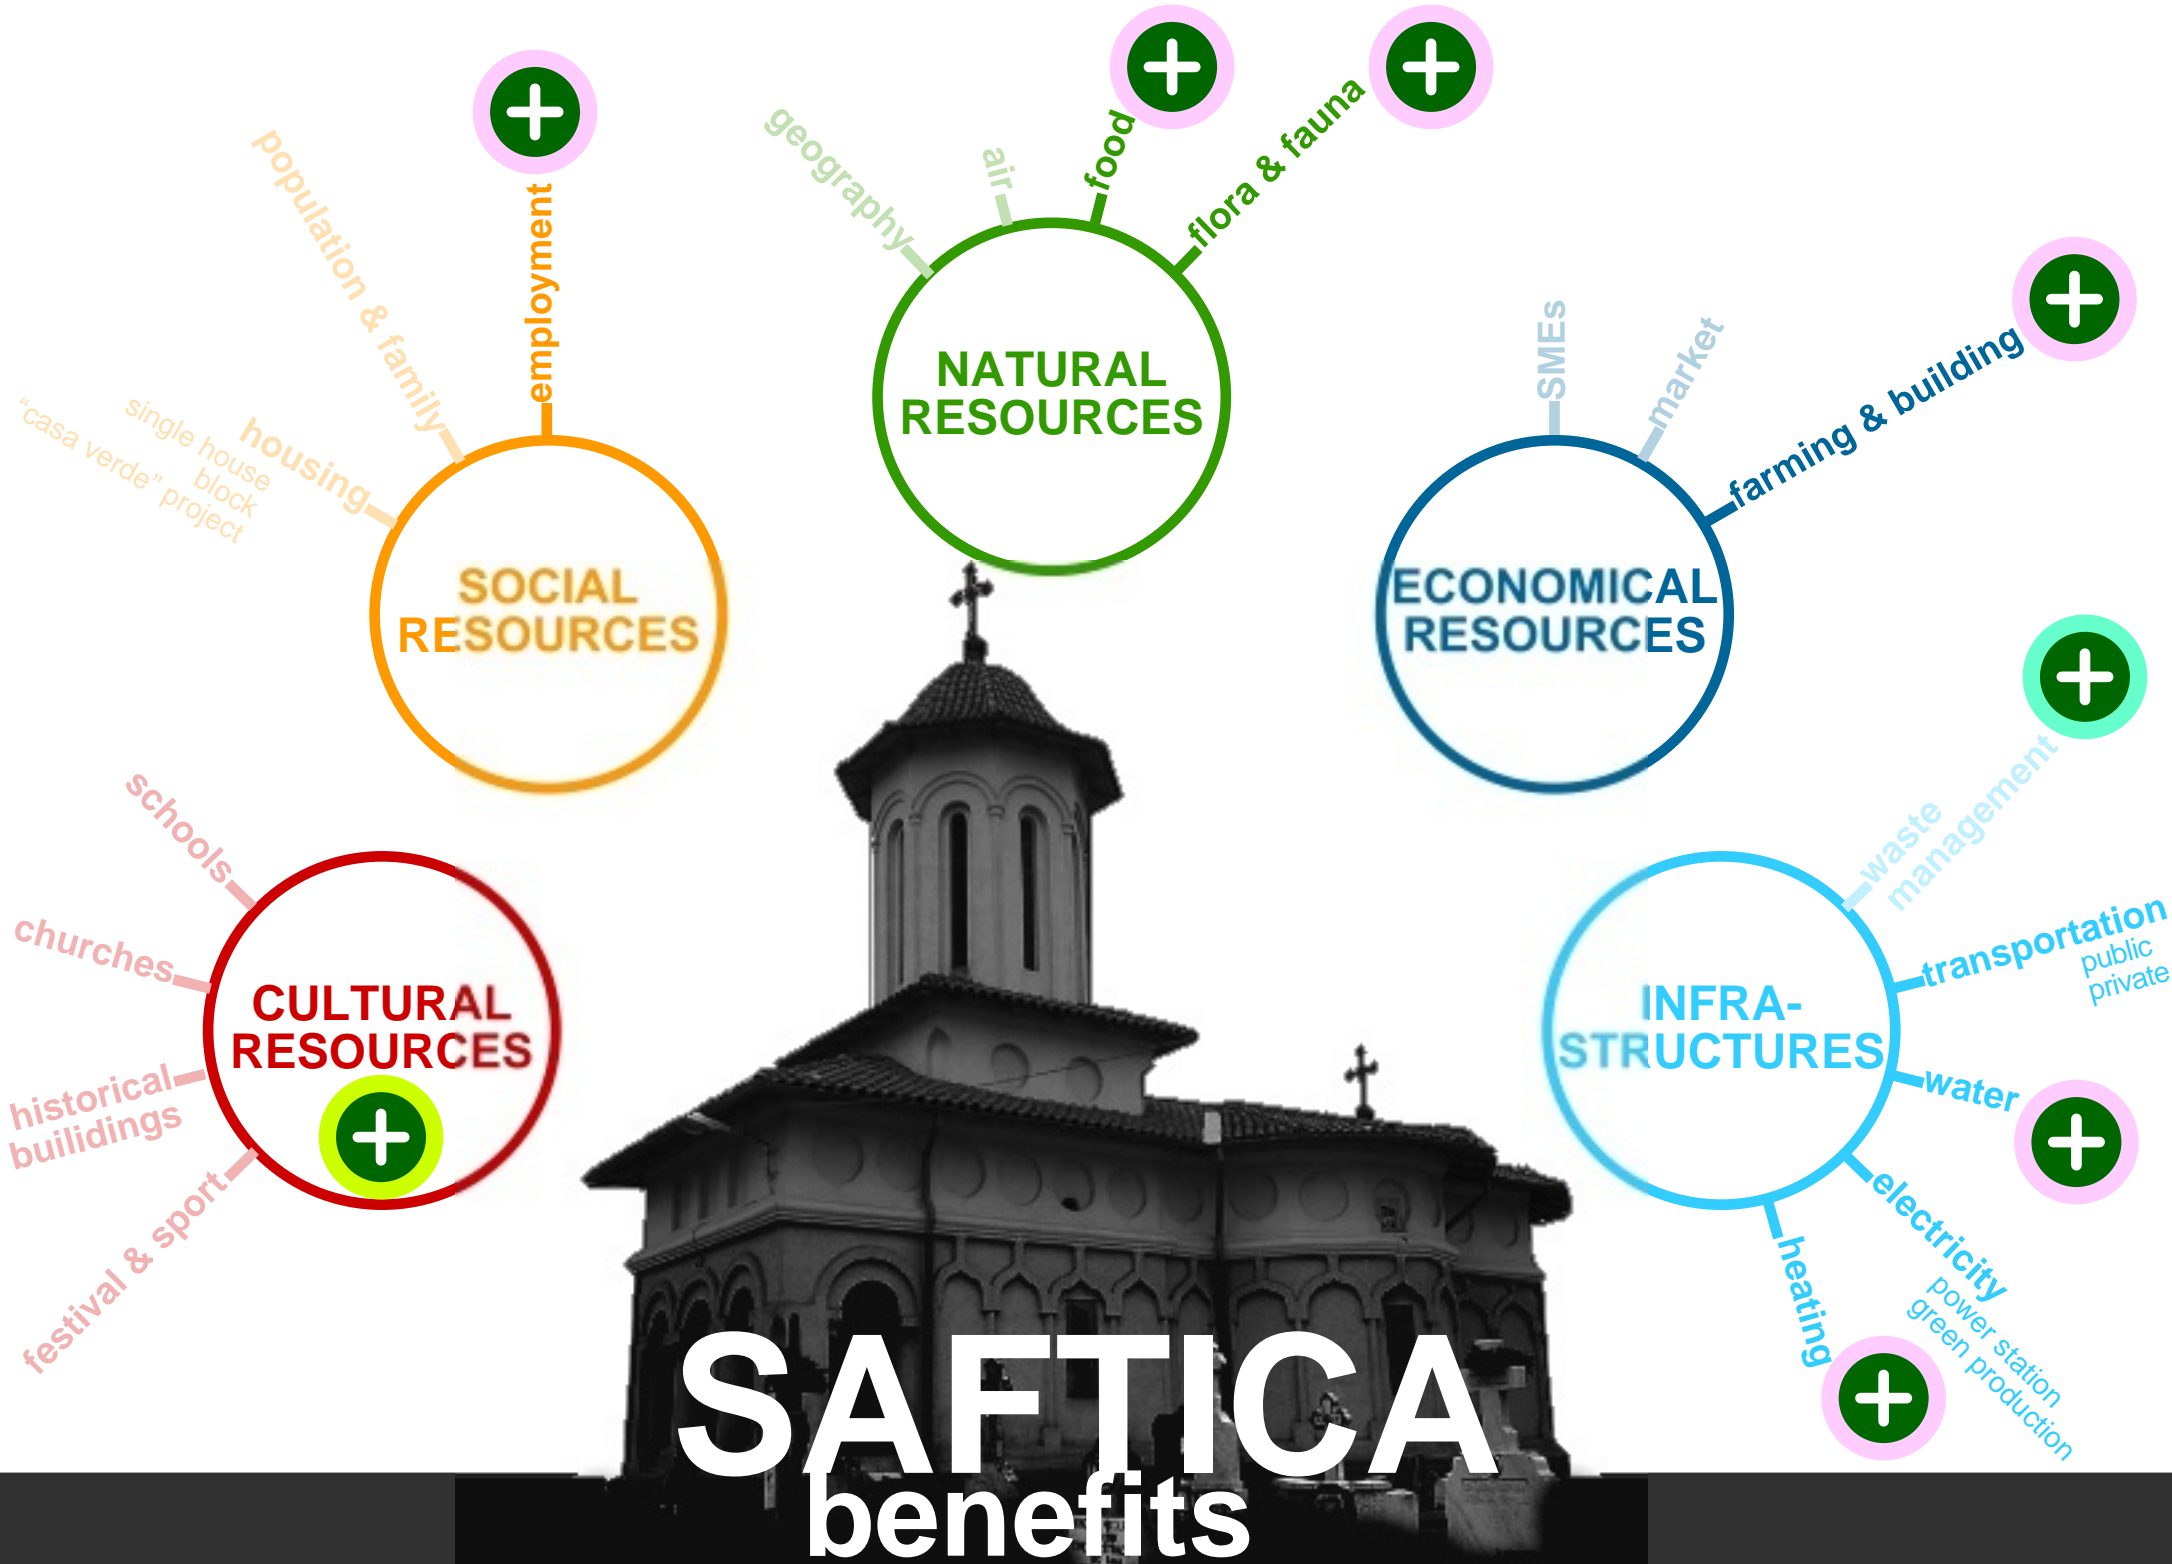 population & family
employment
housing
single house
block
“casa verde” project
SOCIAL
RESOURCES
geography
air
food
flora & fauna
NATURAL
RESOURCES
SMEs
market
farming & building
ECONOMICAL
RESOURCES
schools
churches
historical
builidings
festival & sport
CULTURAL
RESOURCES
waste
management
transportation
public
private
water
electricity
power station
green production
heating
INFRA-
STRUCTURES
SAFTICA
benefits